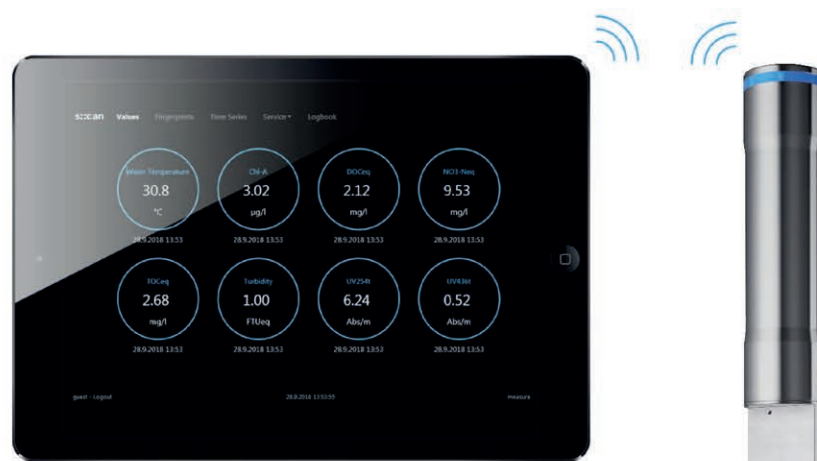 s::can Values Fingerprints Time Series Service Logbook
Water Temperature Chl-A DOCeq NO3-Neq
30.8 3.02 2.12 9.53
°C µg/l mg/l mg/l
28.9.2018 13:53 28.9.2018 13:53 28.9.2018 13:53 28.9.2018 13:53
TOCeq Turbidity UV254t UV436t
2.68 1.00 6.24 0.52
mg/l FTUeq Abs/m Abs/m
28.9.2018 13:53 28.9.2018 13:53 28.9.2018 13:53 28.9.2018 13:53
guest - Logout 28.9.2018 13:53:55 Measure